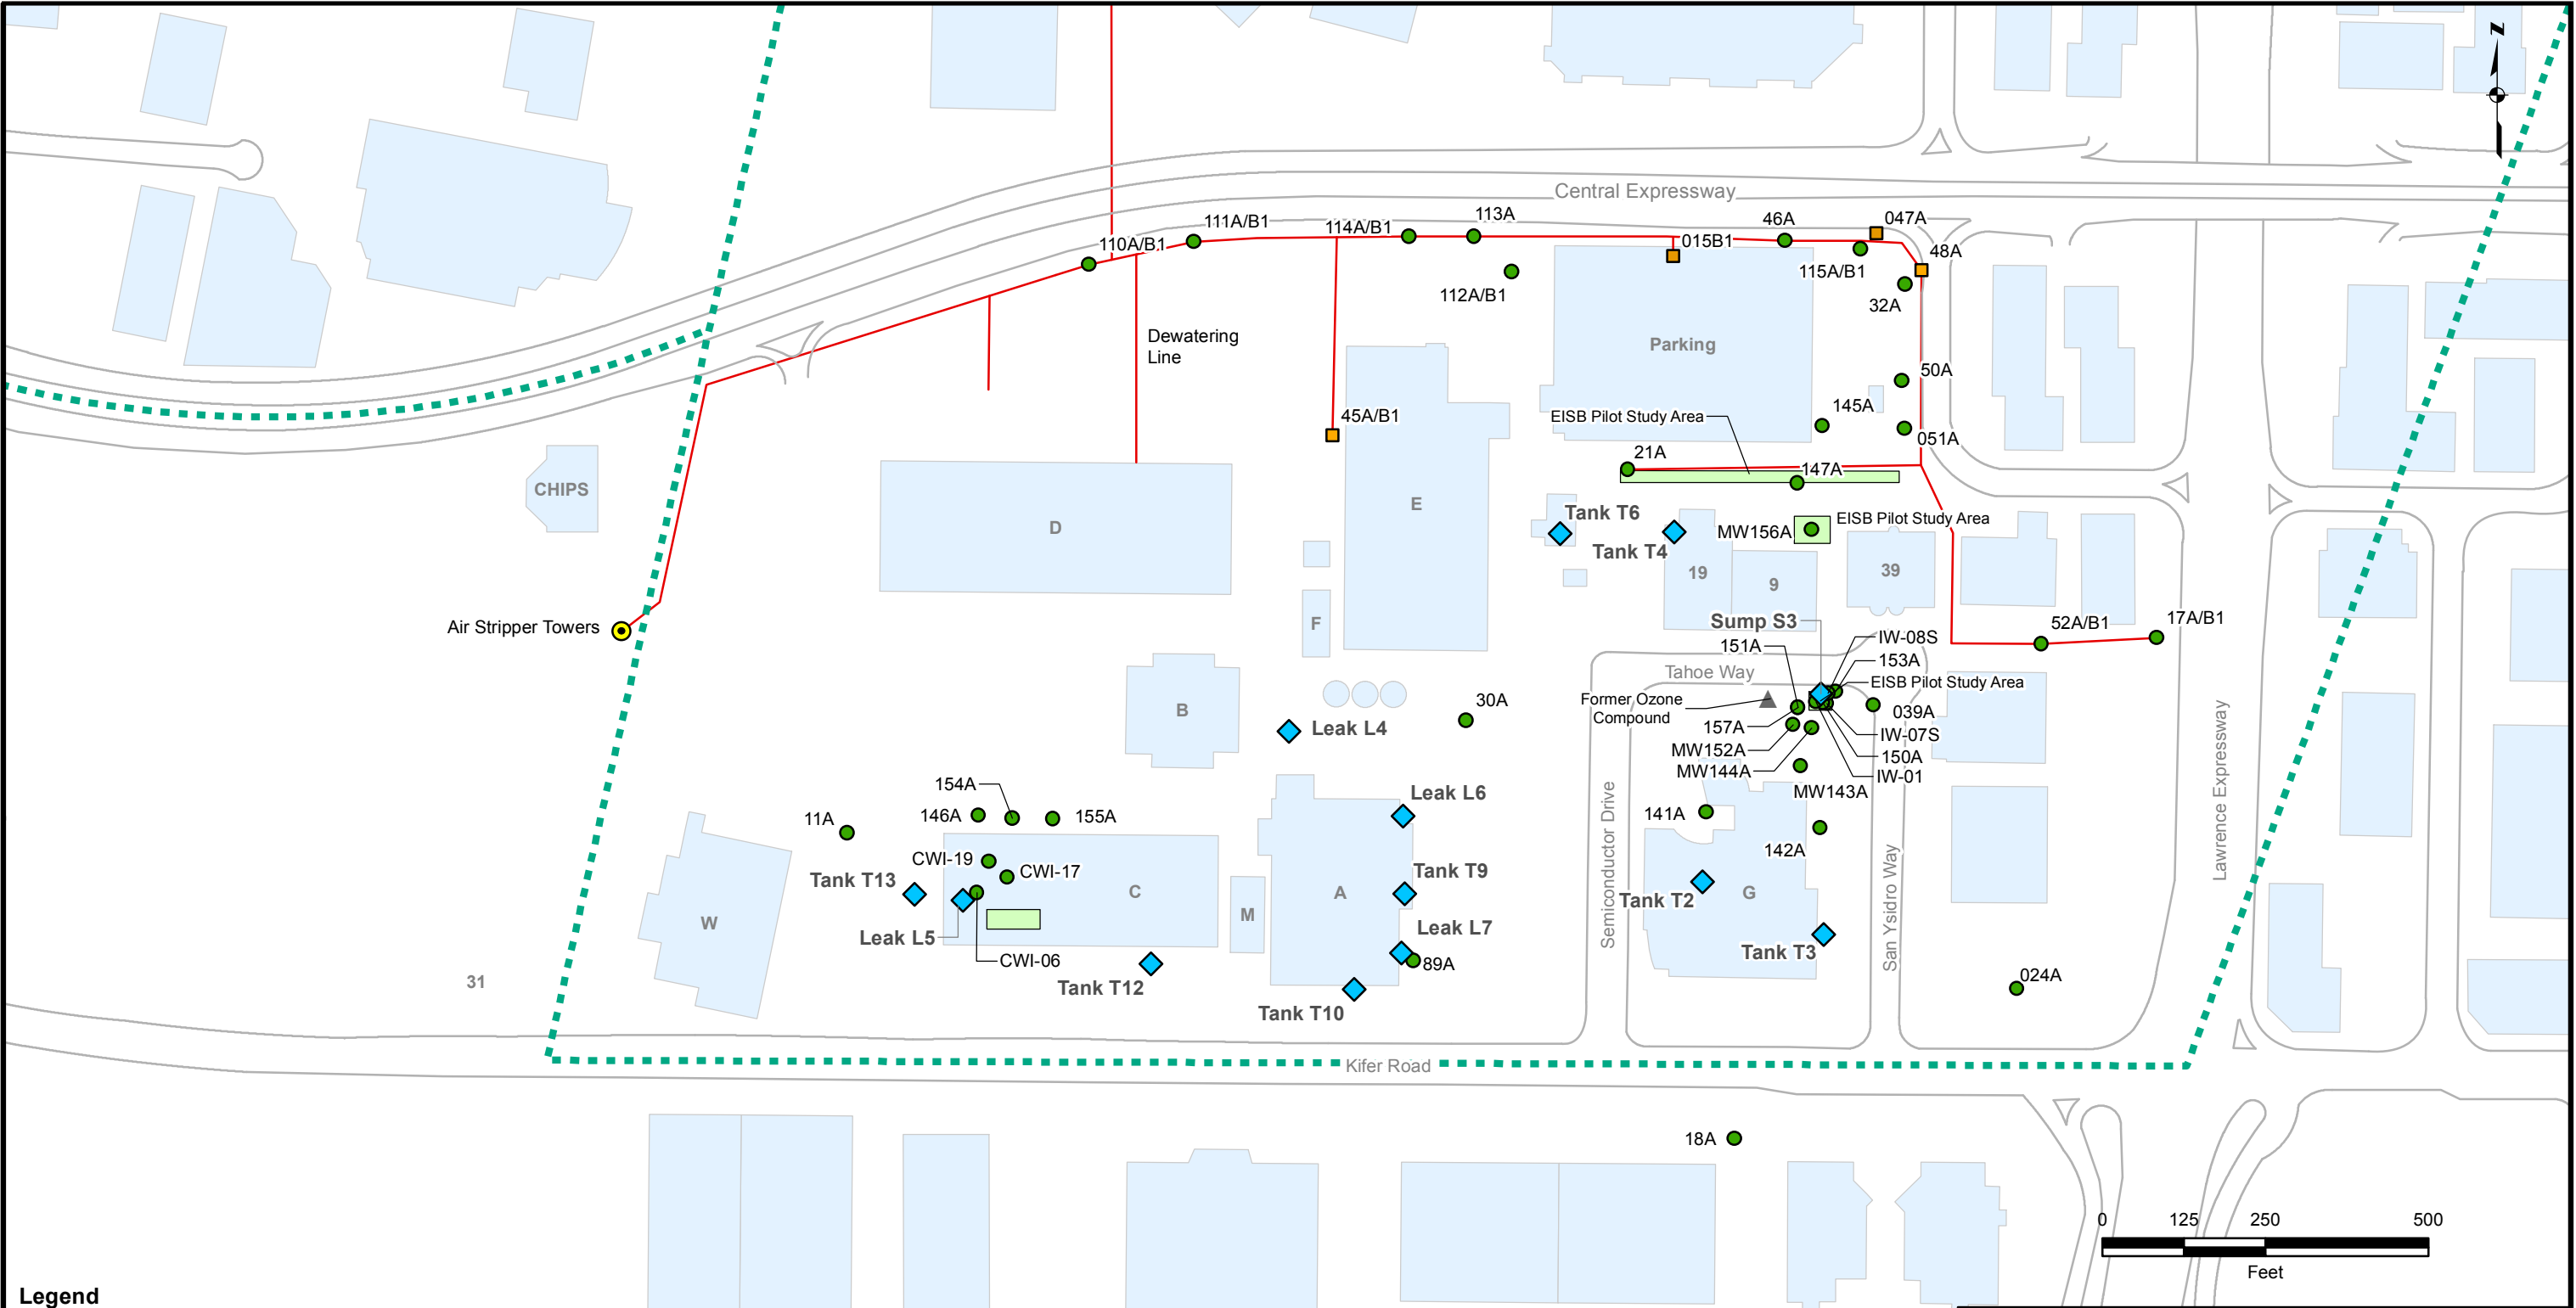 N
Central Expressway
111A/B1
114A/B1
113A
46A
047A
110A/B1
015B1
48A
115A/B1
112A/B1
32A
Dewatering
Line
Parking
50A
145A
45A/B1
EISB Pilot Study Area
051A
21A
147A
CHIPS
D
E
Tank T6
MW156A
EISB Pilot Study Area
Tank T4
19
9
39
F
Sump S3
Air Stripper Towers
52A/B1
17A/B1
151A
IW-08S
153A
Tahoe Way
EISB Pilot Study Area
Former Ozone
Compound
30A
B
039A
Leak L4
157A
IW-07S
MW152A
150A
MW144A
IW-01
MW143A
154A
Leak L6
146A
155A
11A
141A
142A
CWI-19
CWI-17
Tank T13
Tank T9
C
A
G
Tank T2
M
W
Leak L5
Leak L7
CWI-06
89A
Tank T3
Tank T12
Tank T10
31
024A
Semiconductor Drive
San Ysidro Way
Lawrence Expressway
Kifer Road
18A
0 125 250 500
Feet
Legend